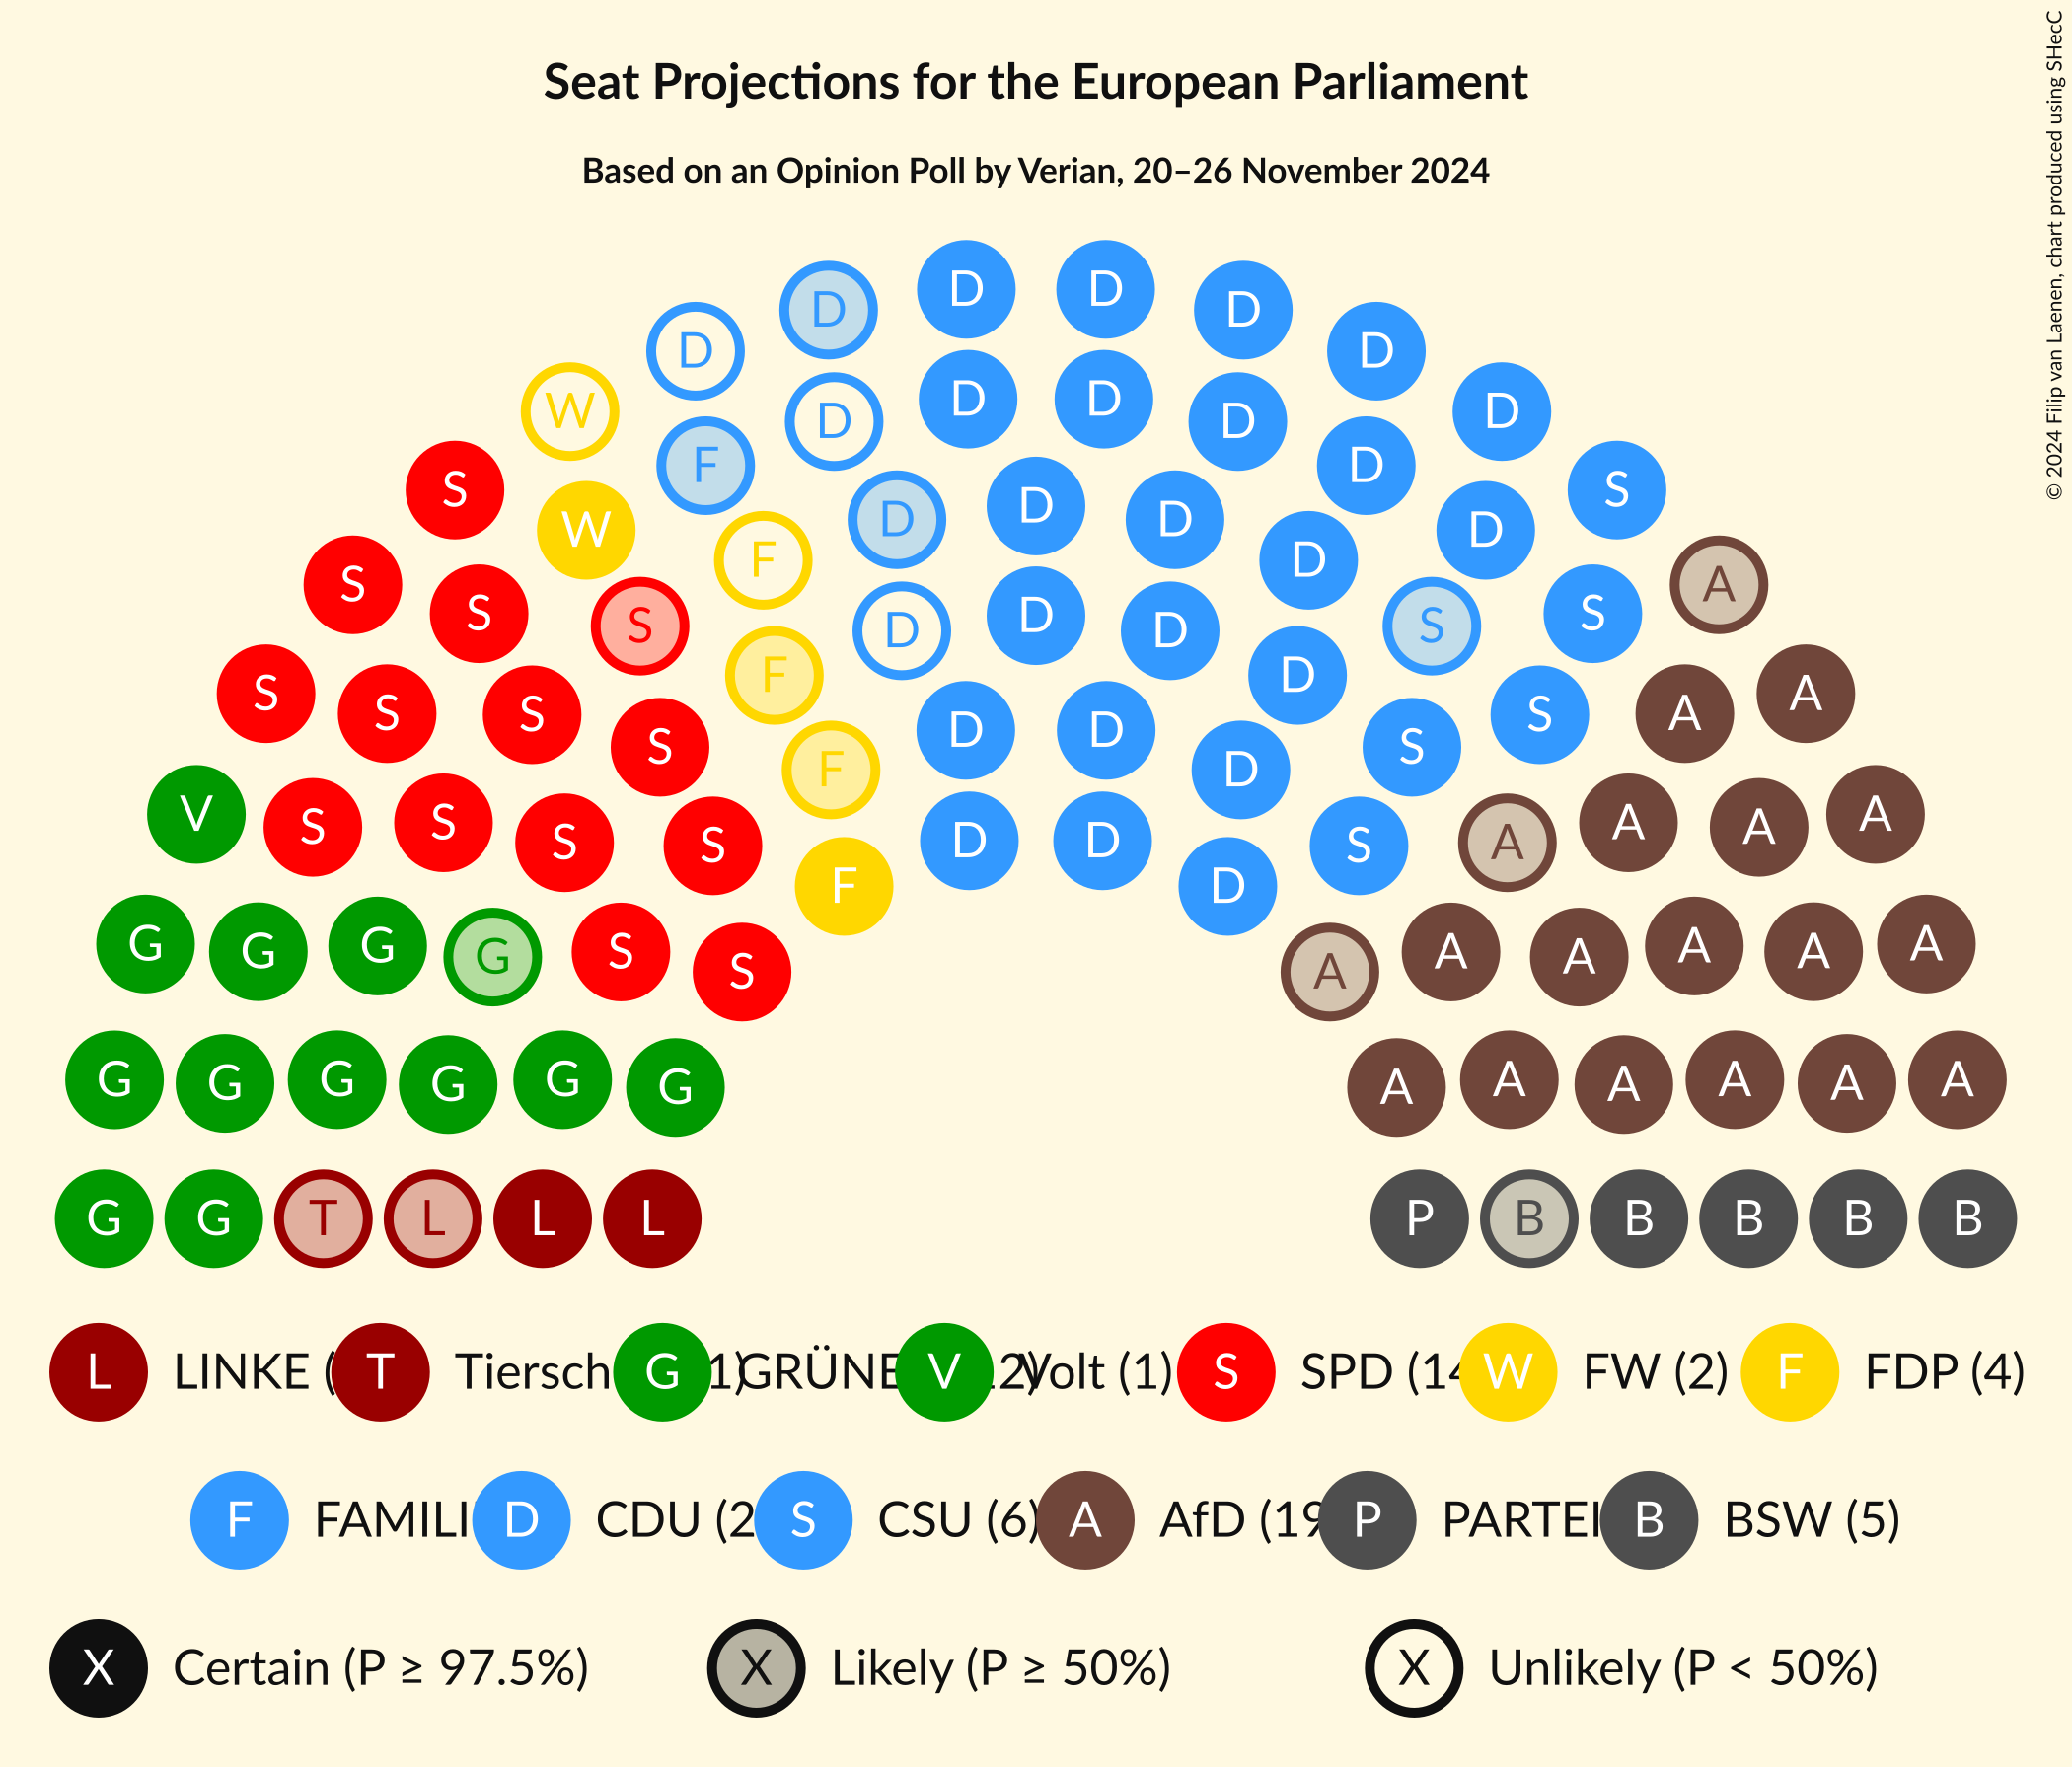 Seat Projections for the European Parliament
Based on an Opinion Poll by Verian, 20–26 November 2024
© 2024 Filip van Laenen, chart produced using SHecC
D D
D D
D D
D D
W D
D D
F D
S S
D
D D
W D
F D
S A
S D S
S D D S
F D
S A
S S S A
D D
S S
F D
V A
S S A A
S S D D S A
F D
G G G G S A A A A A
S A
G G G G G G A A A A A A
G G T L L L P B B B B B
L LINKE ( T Tiersch G 1) GRÜNE V 2) Volt (1) S SPD (14 W FW (2) F FDP (4)
F FAMILI D CDU (2 S CSU (6) A AfD (19 P PARTEI B BSW (5)
X Certain (P ≥ 97.5%) X Likely (P ≥ 50%) X Unlikely (P < 50%)